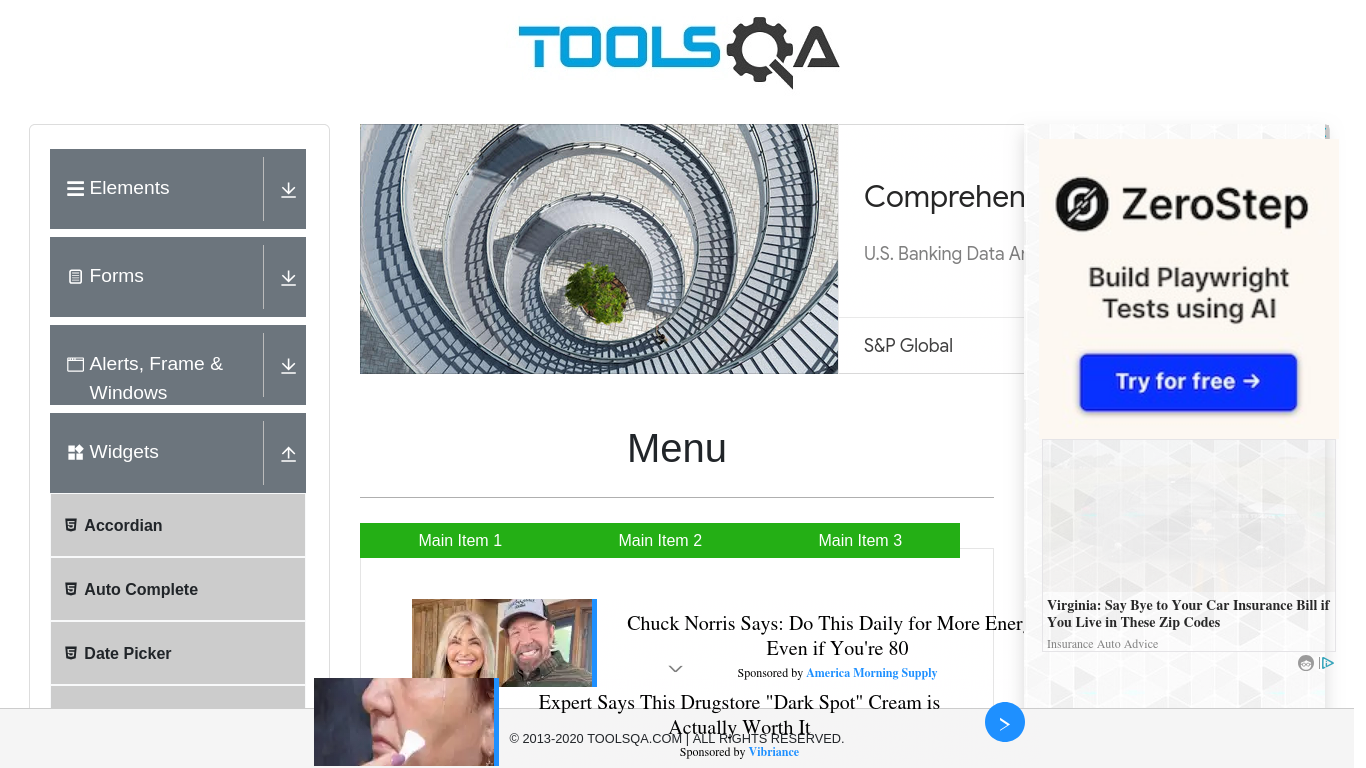 TOOLSQA
Elements
Forms
Alerts, Frame &
Windows
Widgets
Accordian
Auto Complete
Date Picker
Comprehen
U.S. Banking Data
S&P Global
Menu
Main Item 1
Main Item 2
Main Item 3
Chuck Norris Says: Do This Daily for More Energ
Even if You're 80
Sponsored by America Morning Supply
Expert Says This Drugstore "Dark Spot" Cream is
Actually Worth It
Sponsored by Vibriance
© 2013-2020 TOOLSQA.COM | ALL RIGHTS RESERVED.
ZeroStep
Build Playwright
Tests using AI
Try for free →
Virginia: Say Bye to Your Car Insurance Bill if
You Live in These Zip Codes
Insurance Auto Advice